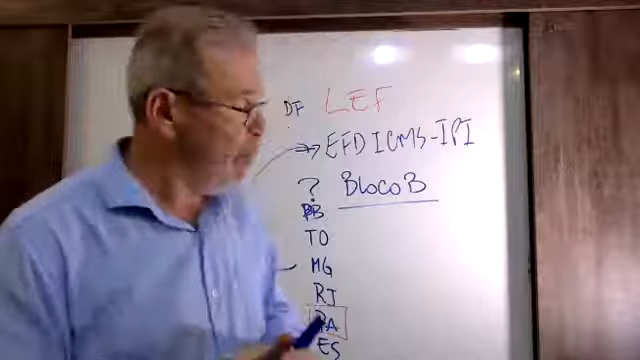 DF LEF
EFD ICMS-IPI
? BLOCO B
TO
MG
RJ
ES